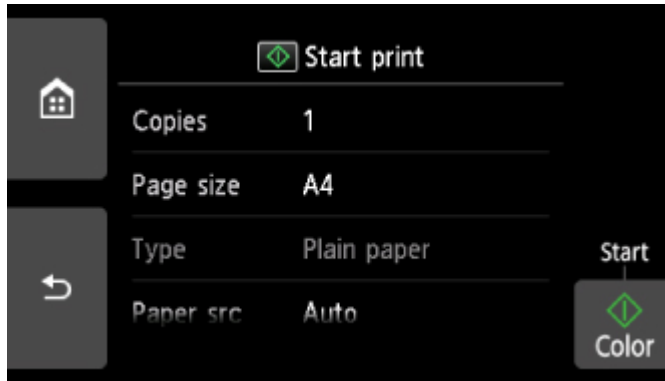 Start print
Copies 1
Page size A4
Type Plain paper
Paper src Auto
Start
Color